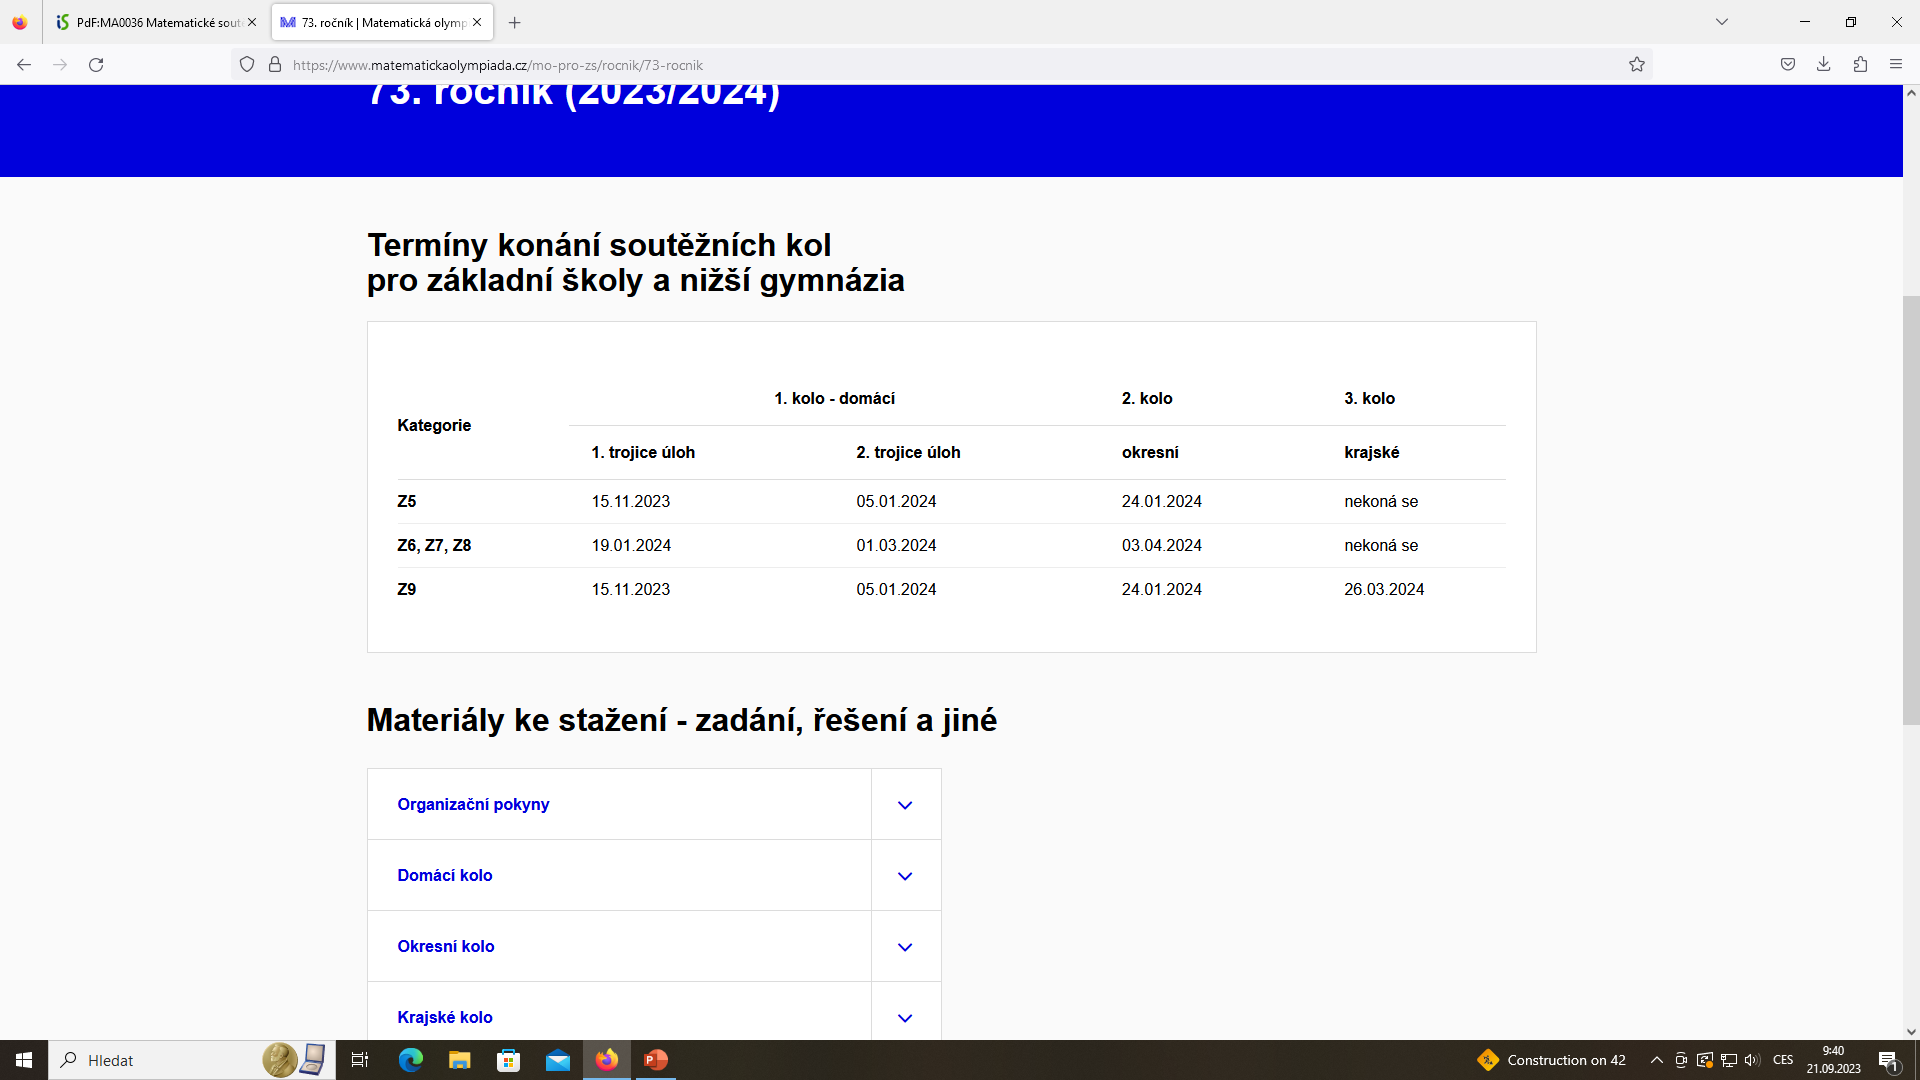 PdF:MA0036 Matematické sout
73. ročník | Matematická olymp
https://www.matematickaolympiada.cz/mo-pro-zs/rocnik/73-rocnik
73. ročník (2023/2024)
Termíny konání soutěžních kol
pro základní školy a nižší gymnázia
Kategorie
1. kolo - domácí 2. kolo 3. kolo
1. trojice úloh 2. trojice úloh okresní krajské
Z5 15.11.2023 05.01.2024 24.01.2024 nekoná se
Z6, Z7, Z8 19.01.2024 01.03.2024 03.04.2024 nekoná se
Z9 15.11.2023 05.01.2024 24.01.2024 26.03.2024
Materiály ke stažení - zadání, řešení a jiné
Organizační pokyny
Domácí kolo
Okresní kolo
Krajské kolo
Hledat
Construction on 42
CES
9:40
21.09.2023
1